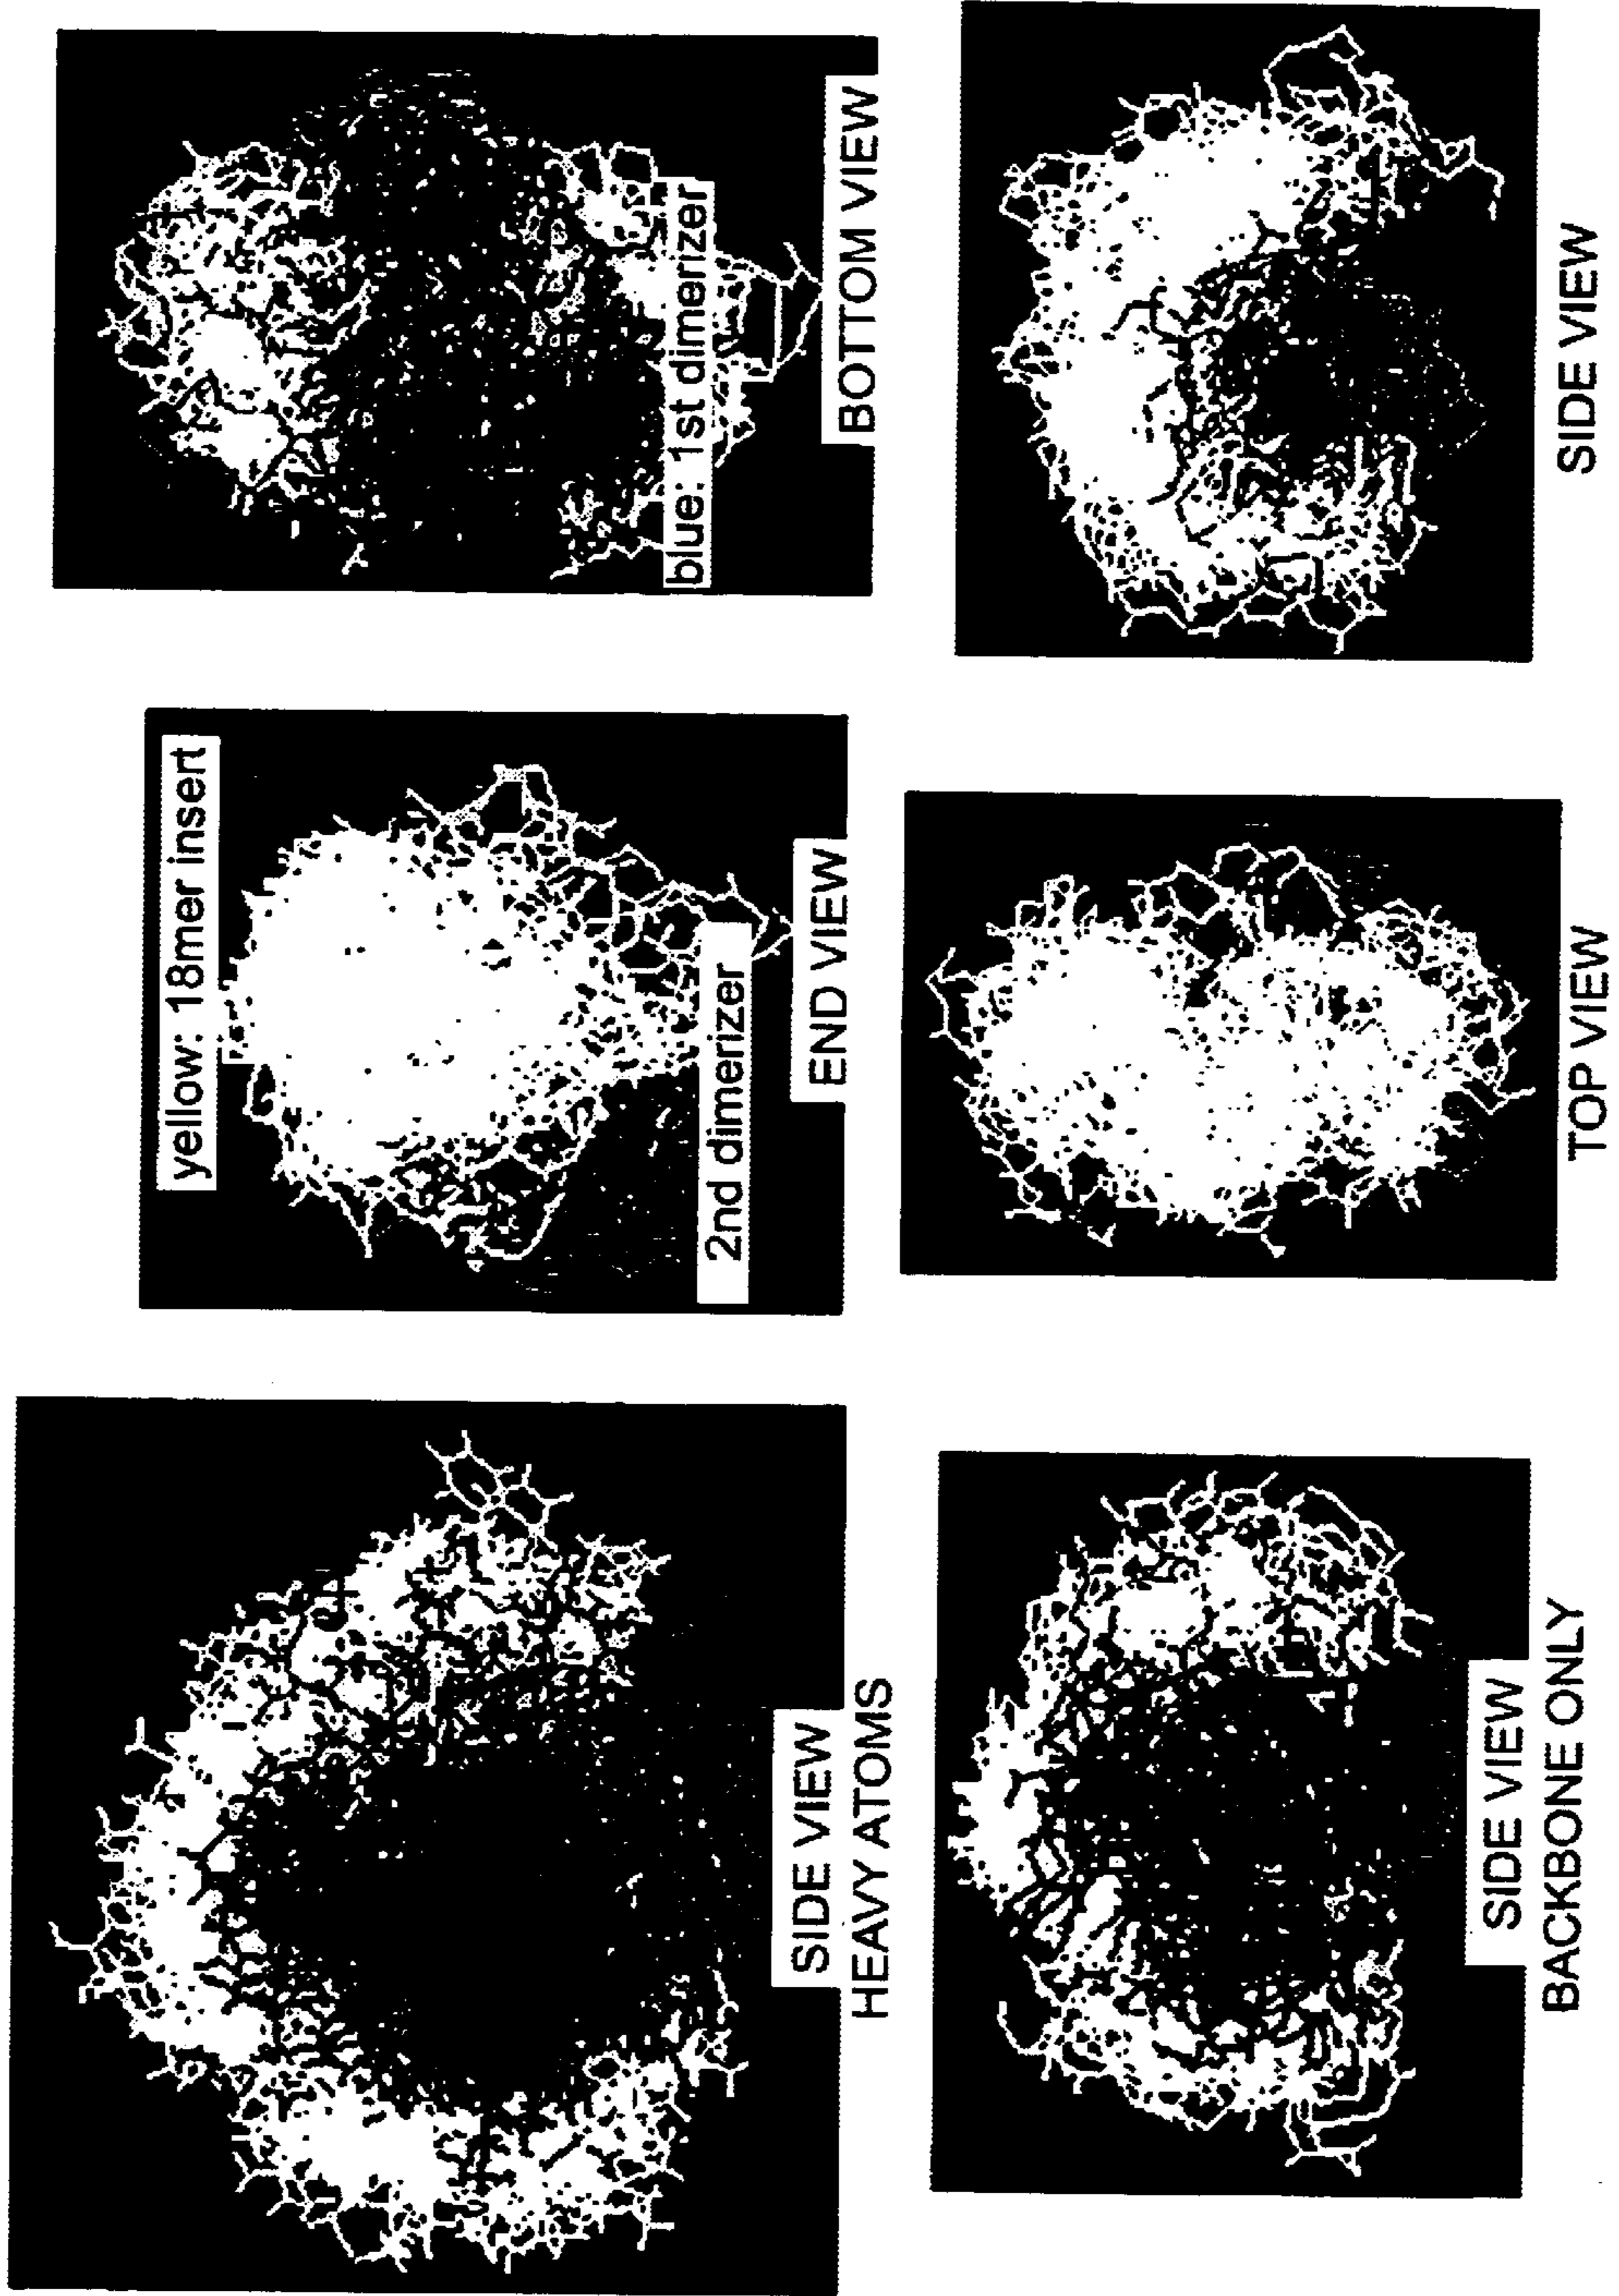 SIDE VIEW
HEAVY ATOMS
yellow: 18mer insert
2nd dimerizer
END VIEW
blue: 1st dimerizer
BOTTOM VIEW
SIDE VIEW
BACKBONE ONLY
TOP VIEW
SIDE VIEW